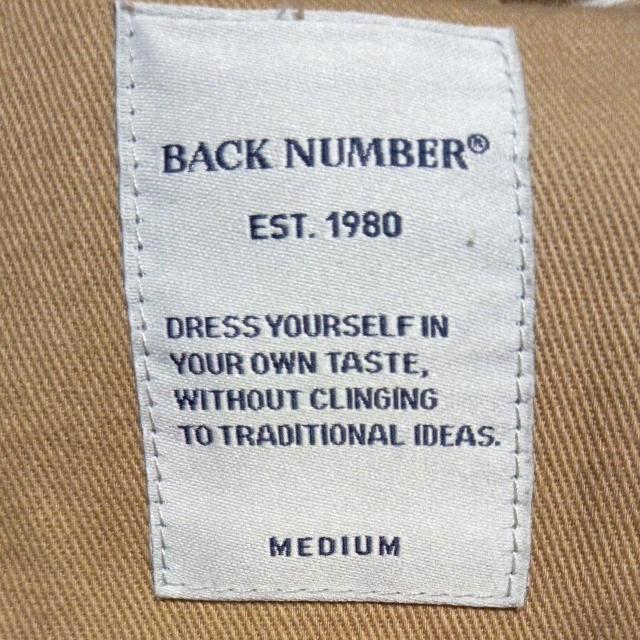 BACK NUMBER®
EST. 1980
DRESS YOURSELF IN
YOUR OWN TASTE,
WITHOUT CLINGING
TO TRADITIONAL IDEAS.
MEDIUM